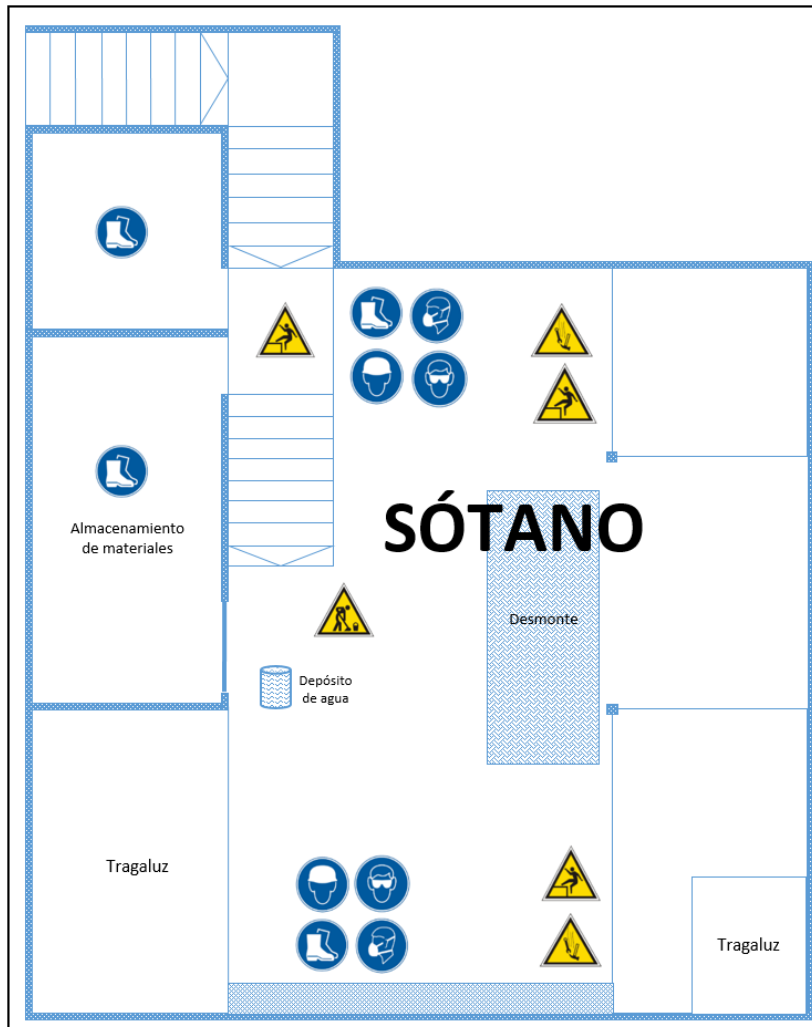 SÓTANO
Almacenamiento
de materiales
Desmonte
Depósito
de agua
Tragaluz
Tragaluz